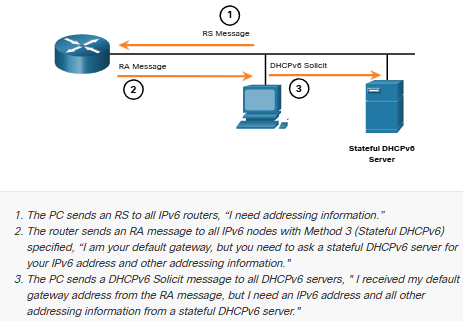 1
RS Message
RA Message
DHCPv6 Solicit
2
3
Stateful DHCPv6
Server
1. The PC sends an RS to all IPv6 routers, “I need addressing information.”
2. The router sends an RA message to all IPv6 nodes with Method 3 (Stateful DHCPv6)
specified, “I am your default gateway, but you need to ask a stateful DHCPv6 server for
your IPv6 address and other addressing information."
3. The PC sends a DHCPv6 Solicit message to all DHCPv6 servers, " I received my default
gateway address from the RA message, but I need an IPv6 address and all other
addressing information from a stateful DHCPv6 server."